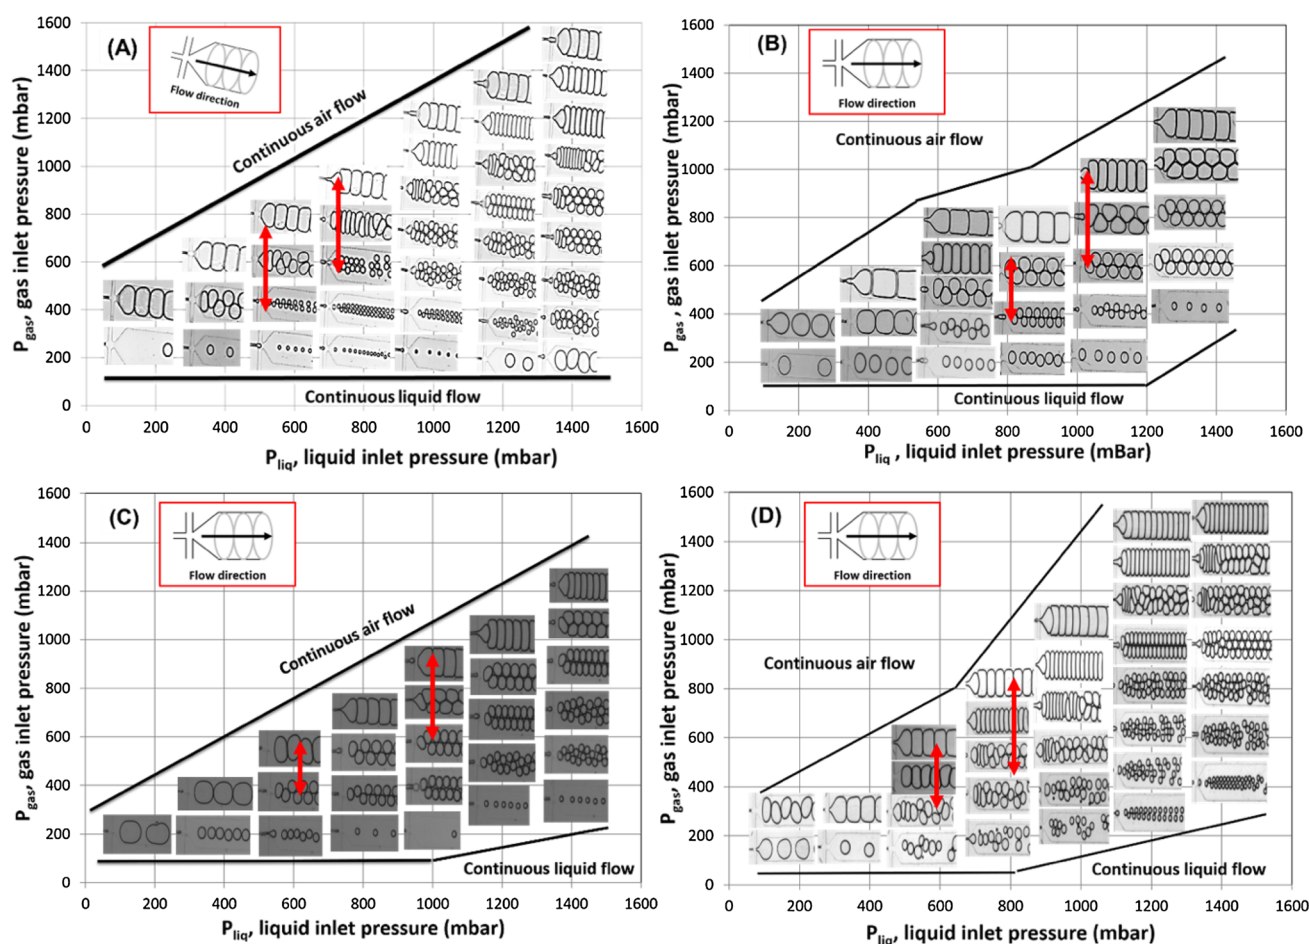 (A)
Flow direction
Continuous air flow
Continuous liquid flow
P_gas, gas inlet pressure (mbar)
1600
1400
1200
1000
800
600
400
200
0
0 200 400 600 800 1000 1200 1400 1600
P_liq, liquid inlet pressure (mbar)
(B)
Flow direction
Continuous air flow
Continuous liquid flow
P_gas, gas inlet pressure (mbar)
1600
1400
1200
1000
800
600
400
200
0
0 200 400 600 800 1000 1200 1400 1600
P_liq , liquid inlet pressure (mBar)
(C)
Flow direction
Continuous air flow
Continuous liquid flow
P_gas, gas inlet pressure (mbar)
1600
1400
1200
1000
800
600
400
200
0
0 200 400 600 800 1000 1200 1400 1600
P_liq, liquid inlet pressure (mbar)
(D)
Flow direction
Continuous air flow
Continuous liquid flow
P_gas, gas inlet pressure (mbar)
1600
1400
1200
1000
800
600
400
200
0
0 200 400 600 800 1000 1200 1400 1600
P_liq, liquid inlet pressure (mbar)